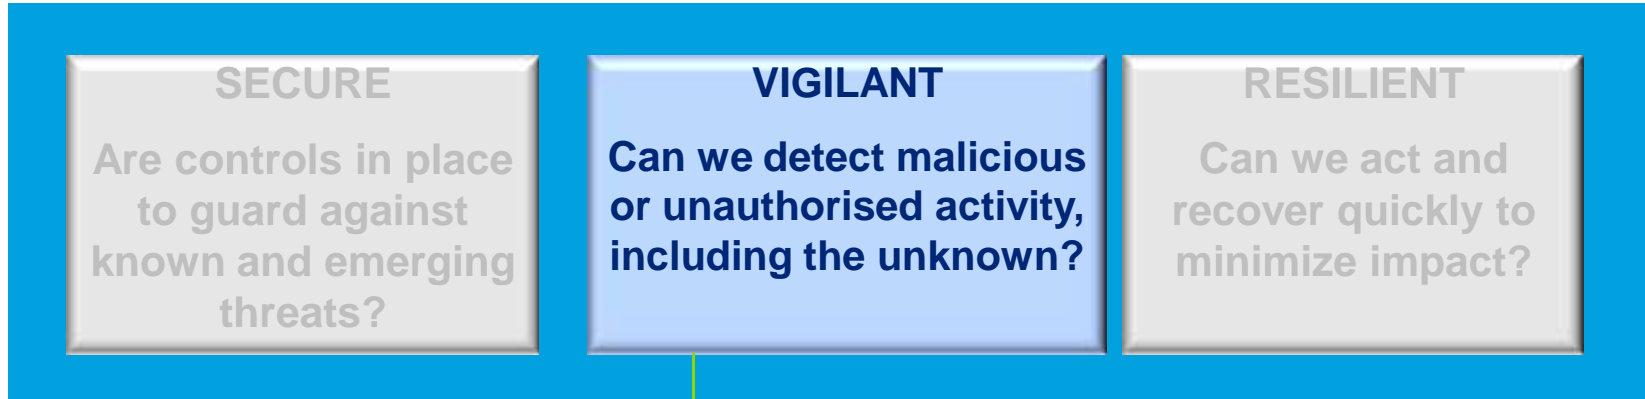 SECURE
Are controls in place
to guard against
known and emerging
threats?
VIGILANT
Can we detect malicious
or unauthorised activity,
including the unknown?
RESILIENT
Can we act and
recover quickly to
minimize impact?